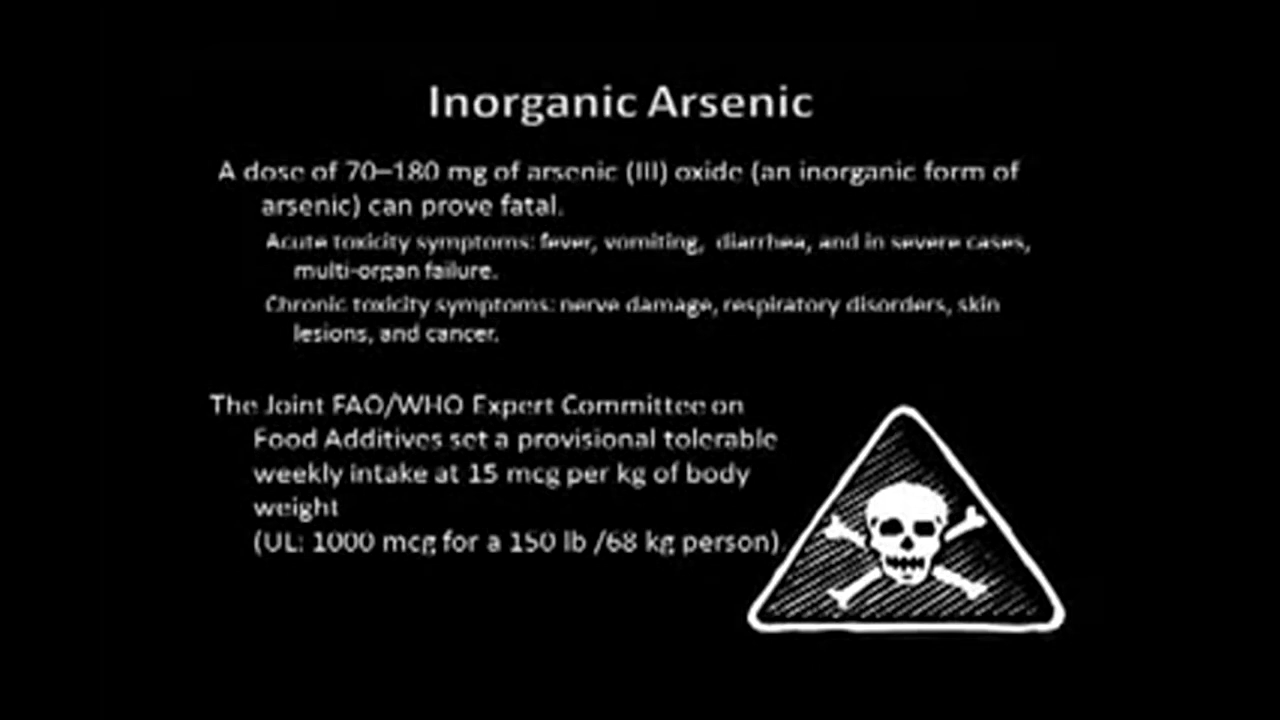 Inorganic Arsenic
A dose of 70–180 mg of arsenic (III) oxide (an inorganic form of
arsenic) can prove fatal.
Acute toxicity symptoms: fever, vomiting, diarrhea, and in severe cases,
multi-organ failure.
Chronic toxicity symptoms: nerve damage, respiratory disorders, skin
lesions, and cancer.
The Joint FAO/WHO Expert Committee on
Food Additives set a provisional tolerable
weekly intake at 15 mcg per kg of body
weight
(UL: 1000 mcg for a 150 lb /68 kg person).